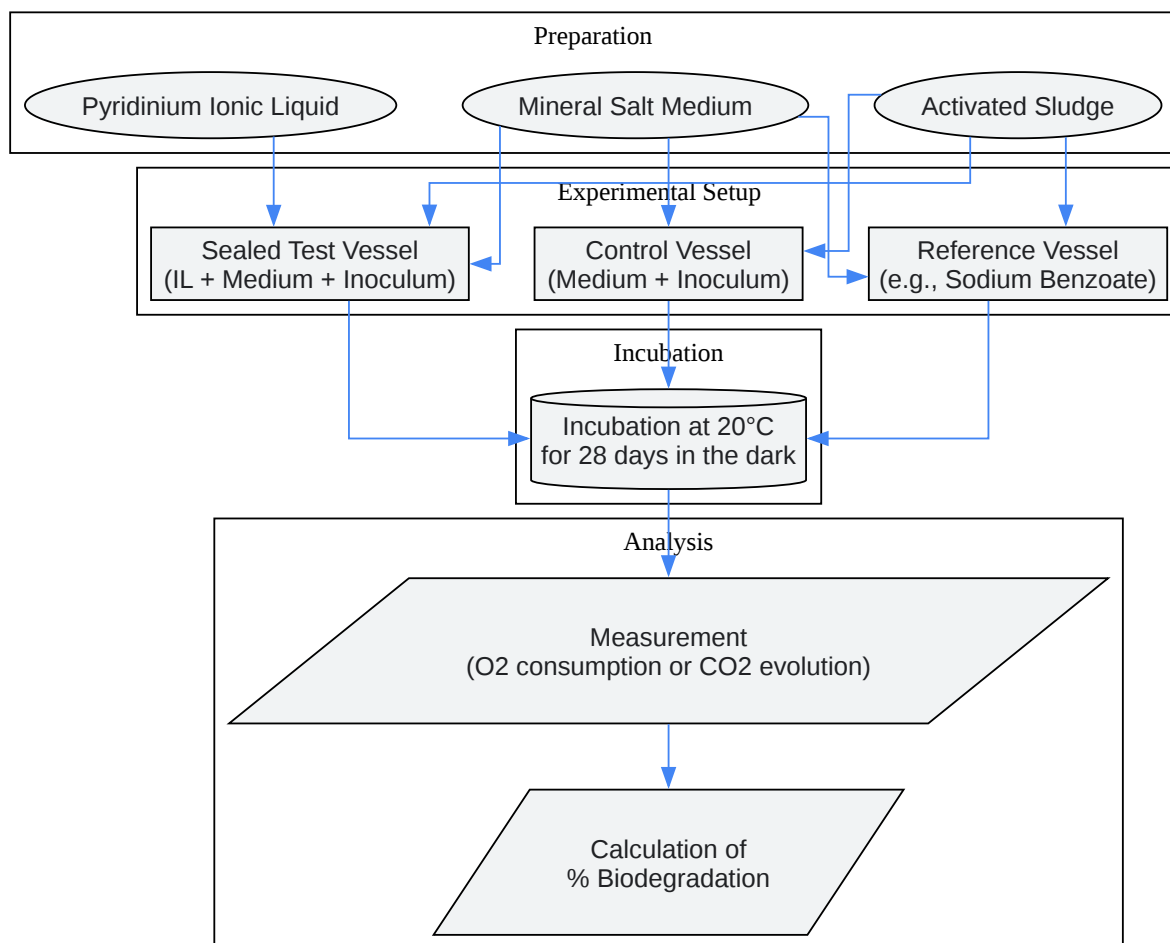 Preparation
Pyridinium Ionic Liquid
Mineral Salt Medium
Activated Sludge
Experimental Setup
Sealed Test Vessel
(IL + Medium + Inoculum)
Control Vessel
(Medium + Inoculum)
Reference Vessel
(e.g., Sodium Benzoate)
Incubation
Incubation at 20°C
for 28 days in the dark
Analysis
Measurement
(O2 consumption or CO2 evolution)
Calculation of
% Biodegradation